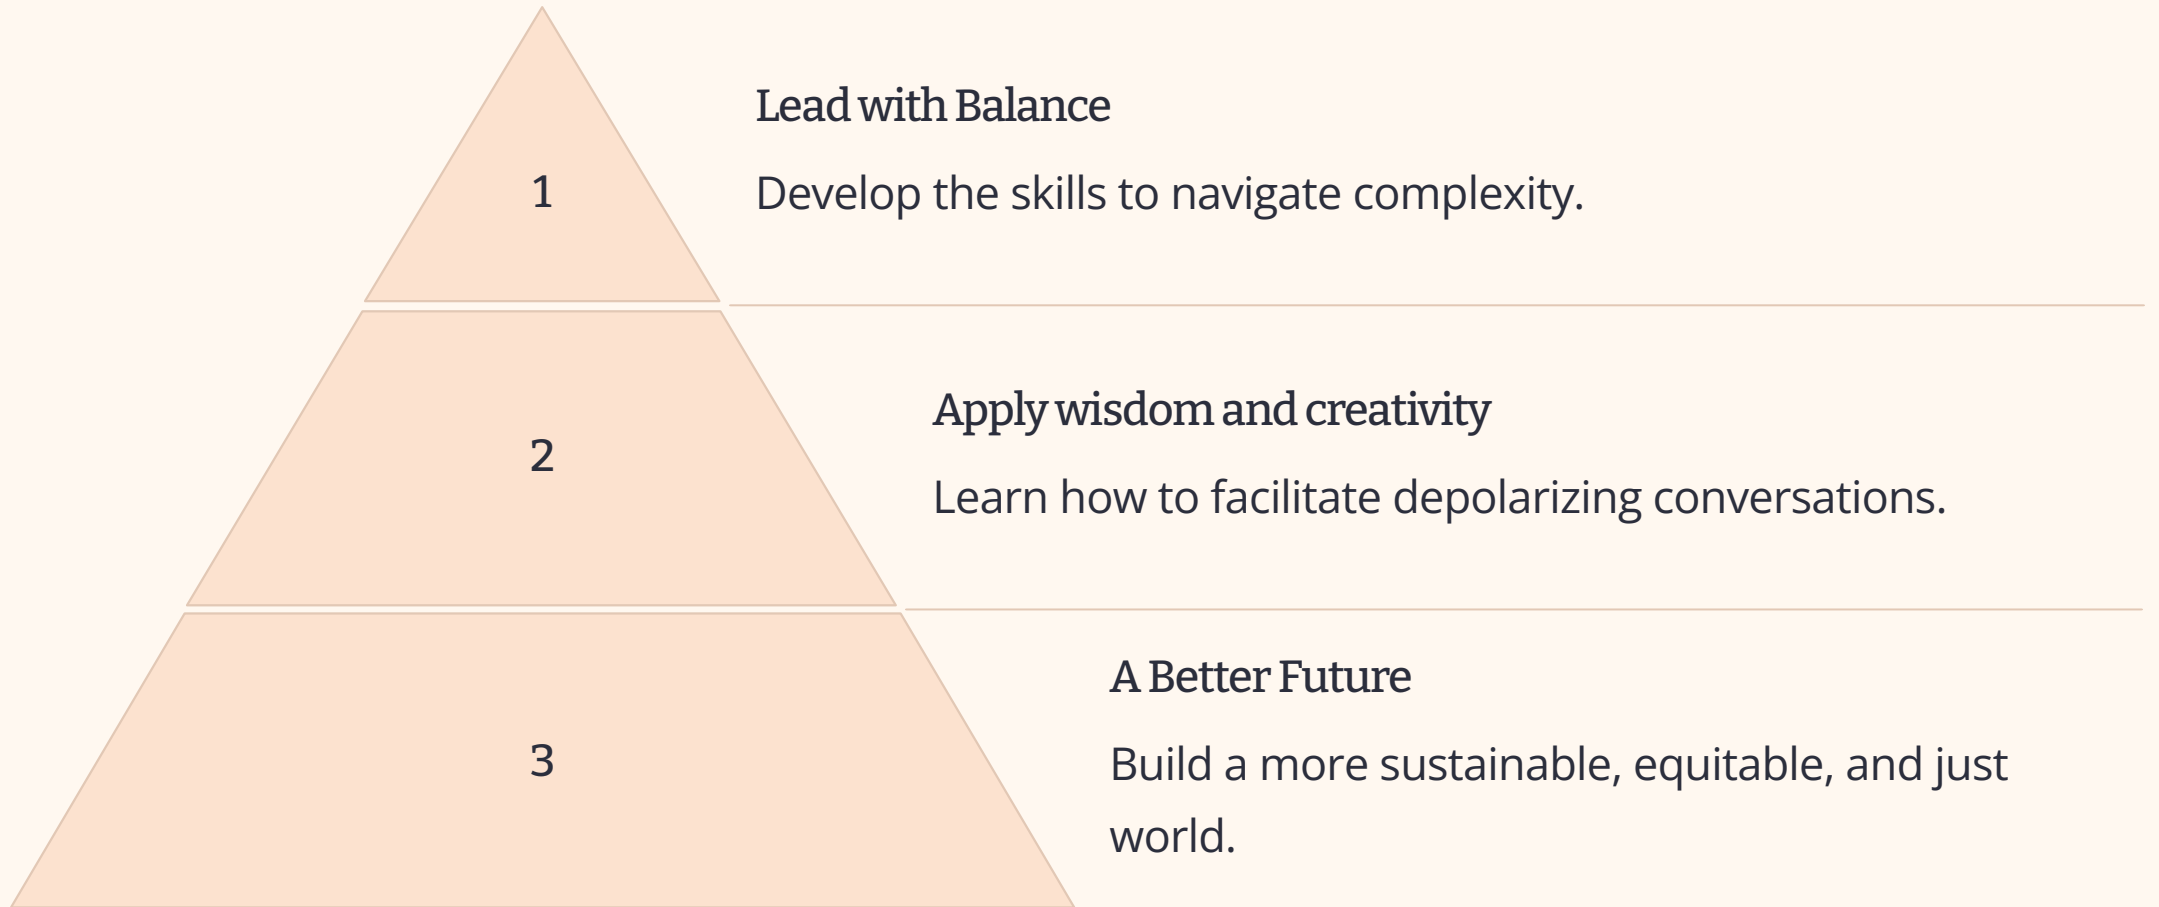 1
Lead with Balance
Develop the skills to navigate complexity.
2
Apply wisdom and creativity
Learn how to facilitate depolarizing conversations.
3
A Better Future
Build a more sustainable, equitable, and just
world.